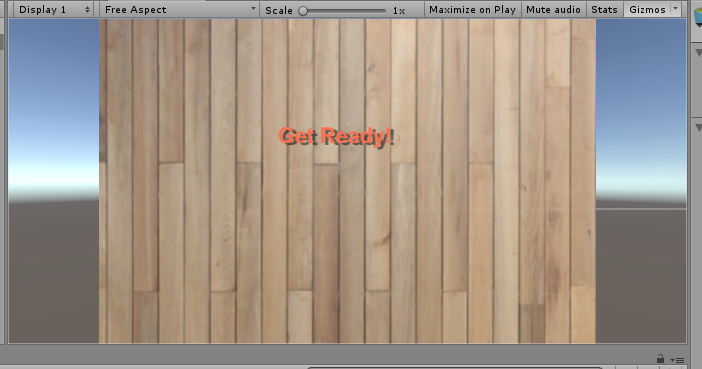 Display 1 Free Aspect Scale 1x Maximize on Play Mute audio Stats Gizmos
Get Ready!